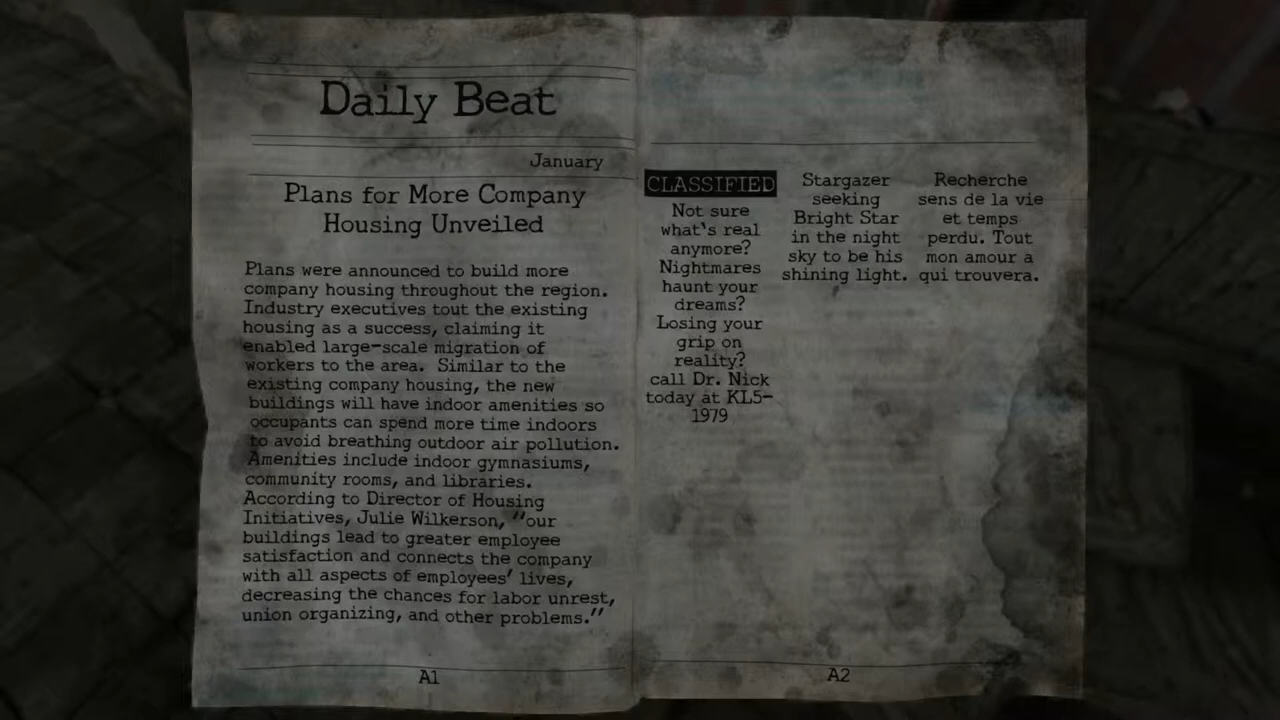 Daily Beat
January
Plans for More Company
Housing Unveiled
Plans were announced to build more
company housing throughout the region.
Industry executives tout the existing
housing as a success, claiming it
enabled large-scale migration of
workers to the area. Similar to the
existing company housing, the new
buildings will have indoor amenities so
occupants can spend more time indoors
to avoid breathing outdoor air pollution.
Amenities include indoor gymnasiums,
community rooms, and libraries.
According to Director of Housing
Initiatives, Julie Wilkerson, "our
buildings lead to greater employee
satisfaction and connects the company
with all aspects of employees' lives,
decreasing the chances for labor unrest,
union organizing, and other problems."
A1
CLASSIFIED
Not sure
what's real
anymore?
Nightmares
haunt your
dreams?
Losing your
grip on
reality?
call Dr. Nick
today at KL5-
1979
Stargazer
seeking
Bright Star
in the night
sky to be his
shining light.
Recherche
sens de la vie
et temps
perdu. Tout
mon amour a
qui trouvera.
A2